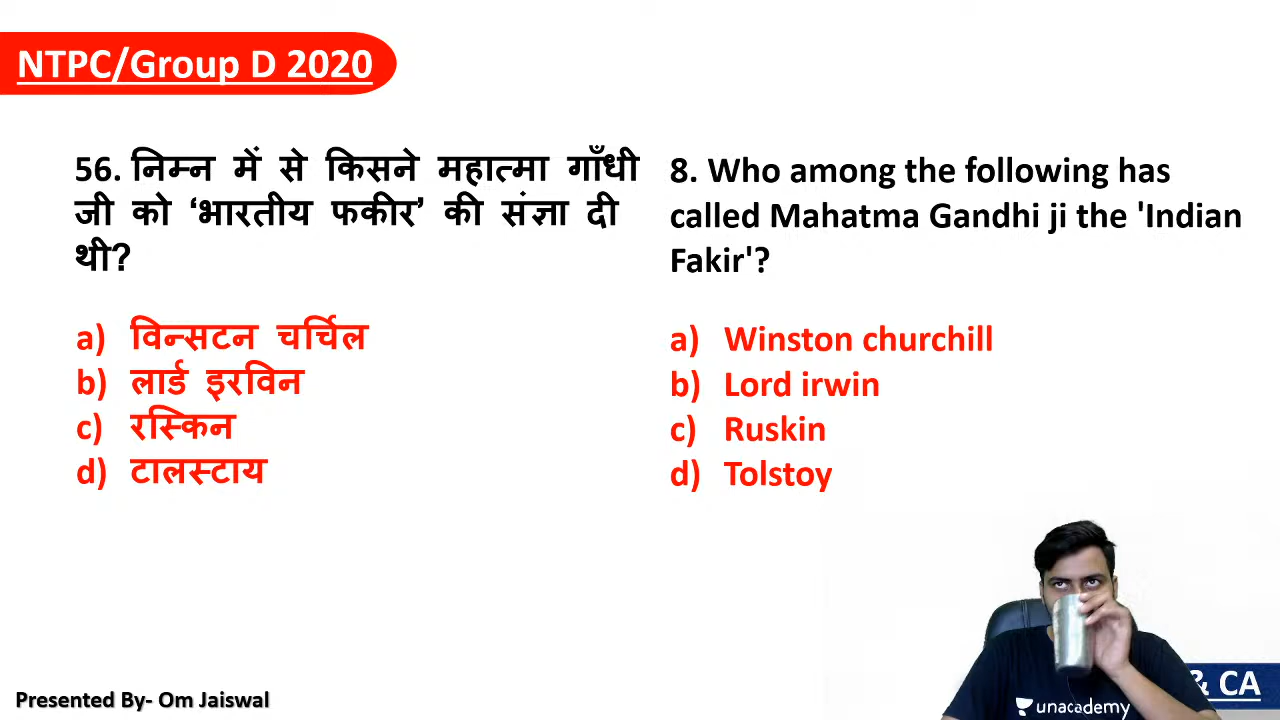 NTPC/Group D 2020
56. निम्न में से किसने महात्मा गाँधी
जी को ‘भारतीय फकीर’ की संज्ञा दी
थी?
a) विन्सटन चर्चिल
b) लार्ड इरविन
c) रस्किन
d) टालस्टाय
8. Who among the following has
called Mahatma Gandhi ji the 'Indian
Fakir'?
a) Winston churchill
b) Lord irwin
c) Ruskin
d) Tolstoy
Presented By- Om Jaiswal
& CA
unacademy